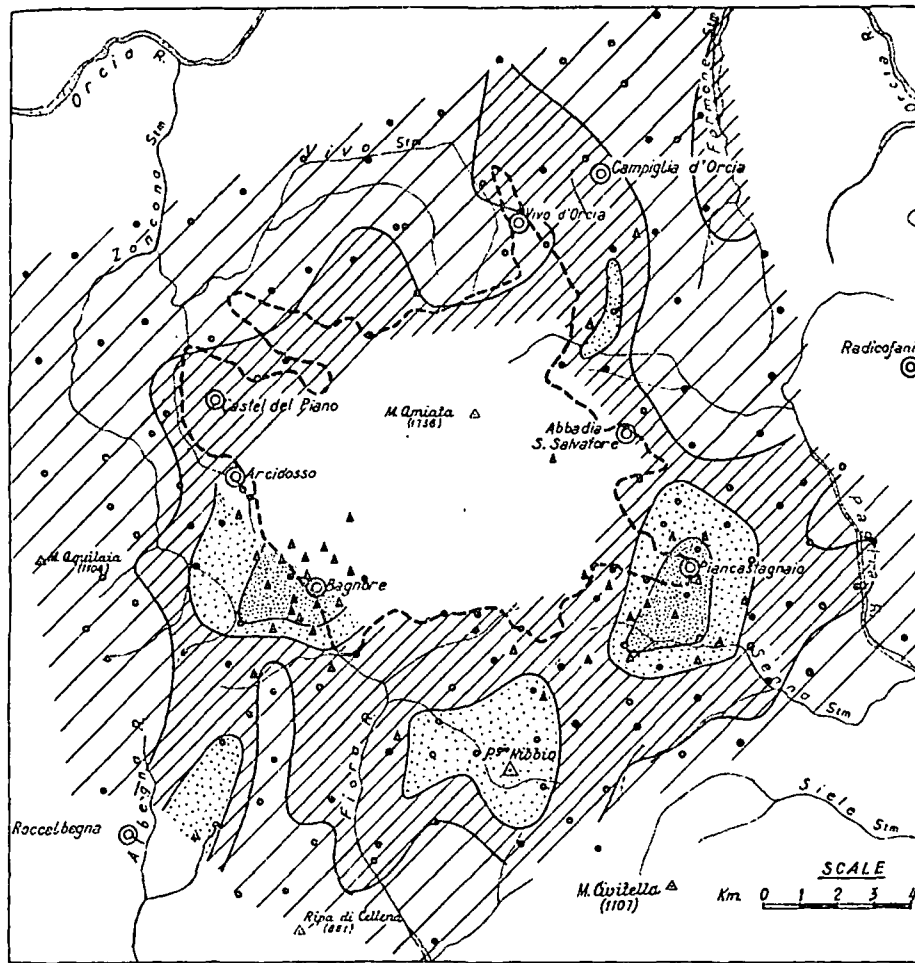 Orcia R.
Zancona Stm
Vivo Stm
Formone Stm
Orcia R.
Campiglia d'Orcia
Vivo d'Orcia
Radicofani
Castel del Piano
M. Amiata
(1736)
Abbadia
S. Salvatore
Arcidosso
M. Aquilaia
(1104)
Bagnore
Piancastagnaio
Paglia R.
Senna Stm
Fiora R.
Albegna R.
Nibbio
Siele Stm
Roccalbegna
M. Civitella
(1107)
Ripa di Cellena
(881)
SCALE
Km 0 1 2 3 4